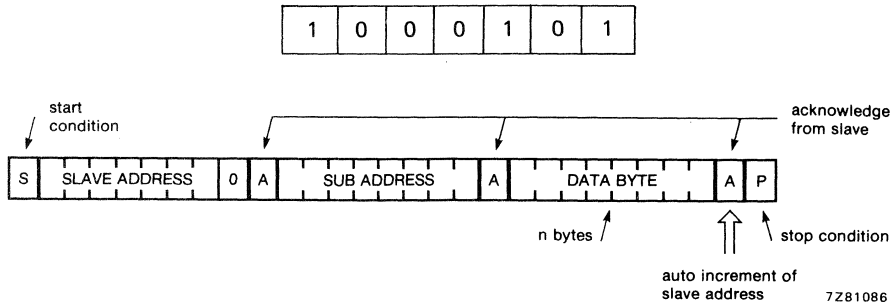 1 0 0 0 1 0 1
start
condition
acknowledge
from slave
S SLAVE ADDRESS 0 A SUB ADDRESS A DATA BYTE A P
n bytes
stop condition
auto increment of
slave address
7Z81086